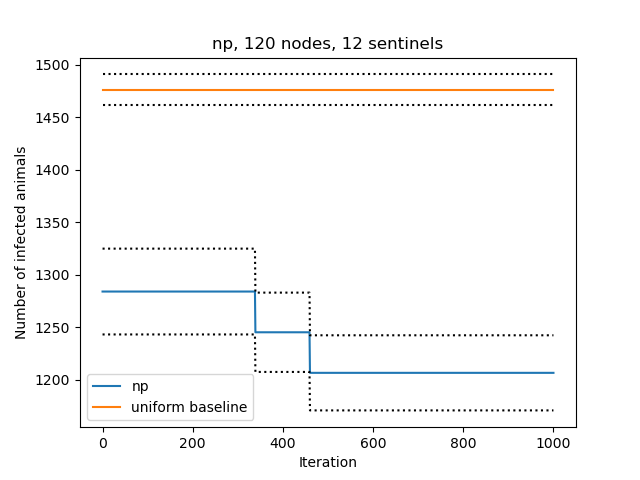 np, 120 nodes, 12 sentinels
Number of infected animals
1500
1450
1400
1350
1300
1250
1200
np
uniform baseline
0
200
400
600
800
1000
Iteration